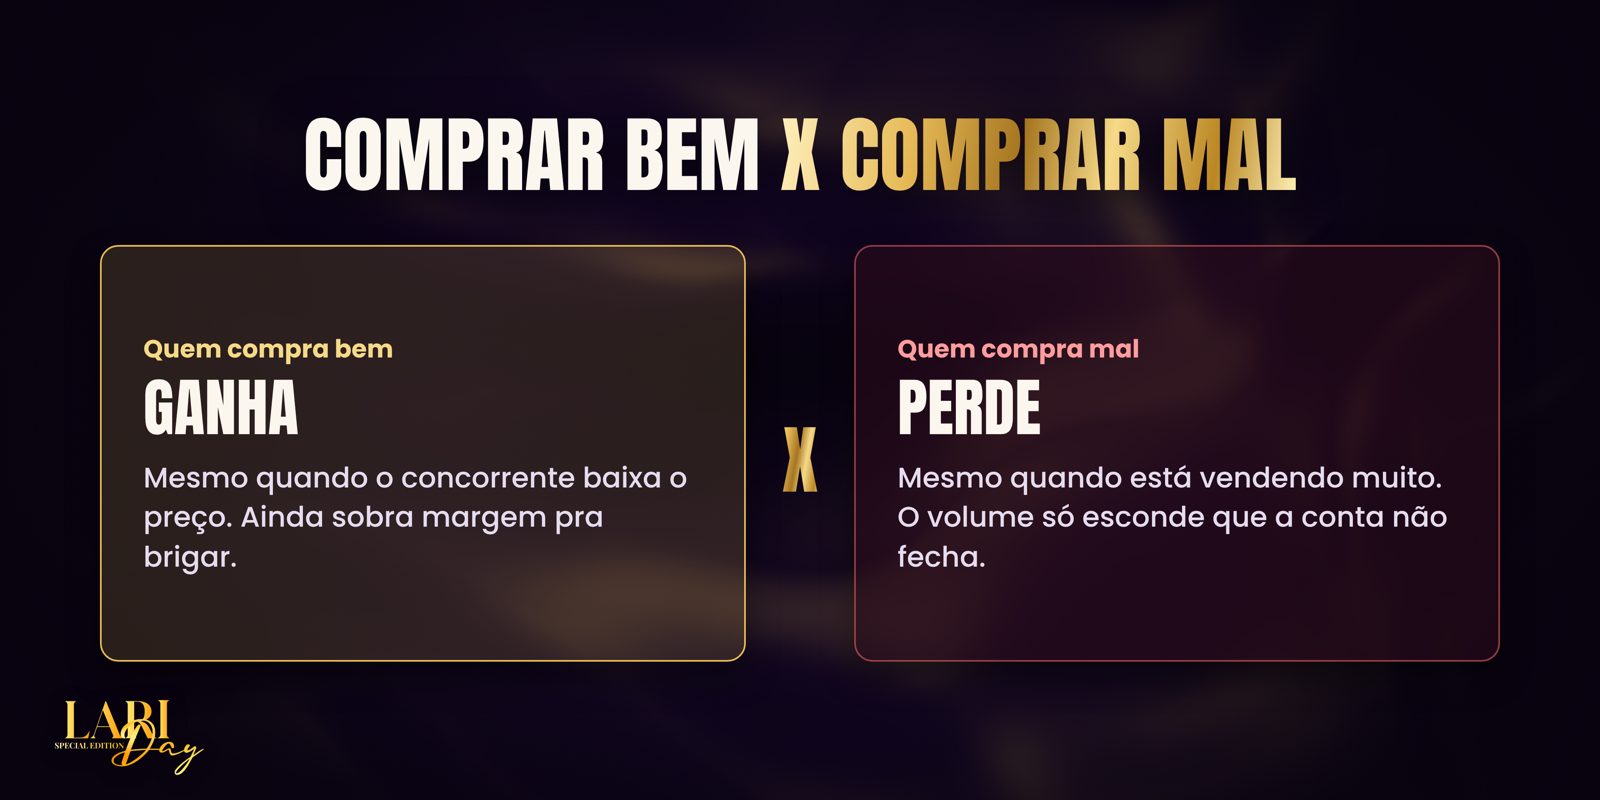 COMPRAR BEM X COMPRAR MAL
Quem compra bem
GANHA
Mesmo quando o concorrente baixa o
preço. Ainda sobra margem pra
brigar.
X
Quem compra mal
PERDE
Mesmo quando está vendendo muito.
O volume só esconde que a conta não
fecha.
LARI
SPECIAL EDITION Day